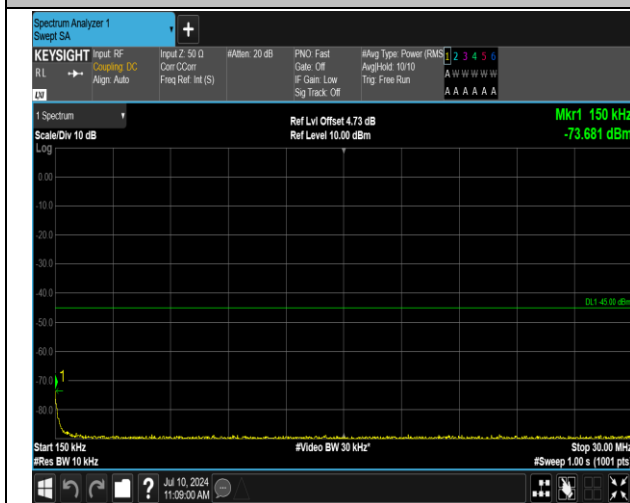 Spectrum Analyzer 1
Swept SA
+
KEYSIGHT
RL
LXI
Input: RF
Coupling: DC
Align: Auto
Input Z: 50 Ω
Corr CCorr
Freq Ref: Int (S)
#Atten: 20 dB
PNO: Fast
Gate: Off
IF Gain: Low
Sig Track: Off
#Avg Type: Power (RMS
Avg|Hold: 10/10
Trig: Free Run
1 2 3 4 5 6
A W W W W W
A A A A A A
1 Spectrum
Scale/Div 10 dB
Log
Ref Lvl Offset 4.73 dB
Ref Level 10.00 dBm
Mkr1 150 kHz
-73.681 dBm
0.00
-10.0
-20.0
-30.0
-40.0
DL1 -45.00 dBm
-50.0
-60.0
-70.0
1
-80.0
Start 150 kHz
#Video BW 30 kHz*
Stop 30.00 MHz
#Res BW 10 kHz
#Sweep 1.00 s (1001 pts)
?
Jul 10, 2024
11:09:00 AM